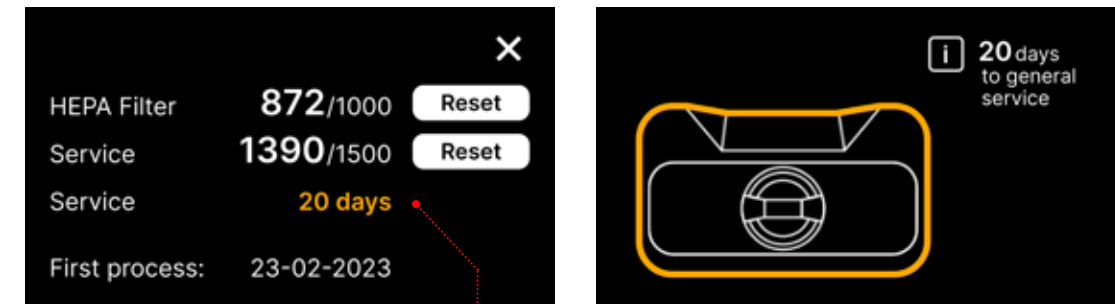 HEPA Filter 872/1000 Reset
Service 1390/1500 Reset
Service 20 days
First process: 23-02-2023
i 20 days
to general
service